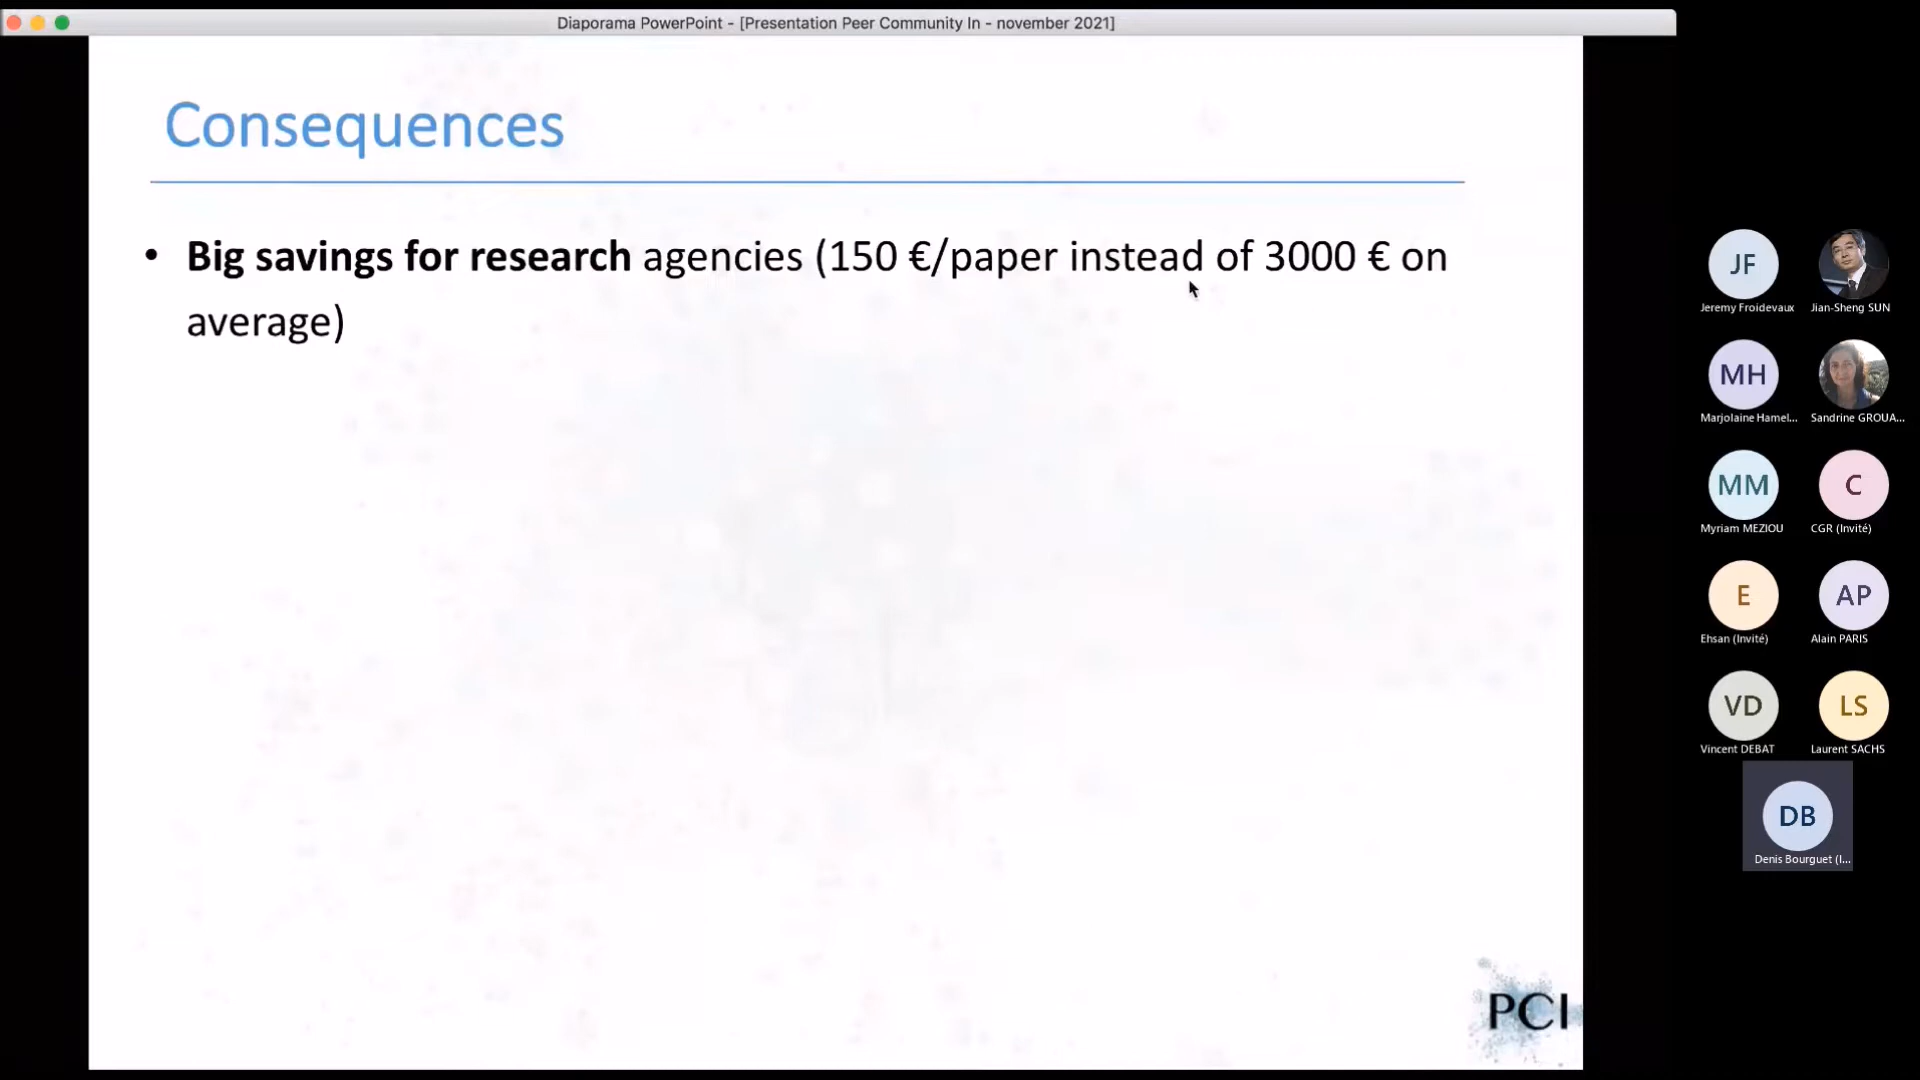 Diaporama PowerPoint - [Presentation Peer Community In - november 2021]
Consequences
• Big savings for research agencies (150 €/paper instead of 3000 € on
average)
JF
Jeremy Froidevaux
Jian-Sheng SUN
MH
Marjolaine Hamel...
Sandrine GROUA...
MM
Myriam MEZIOU
C
CGR (Invité)
E
Ehsan (Invité)
AP
Alain PARIS
VD
Vincent DEBAT
LS
Laurent SACHS
DB
Denis Bourguet (I...
PCI